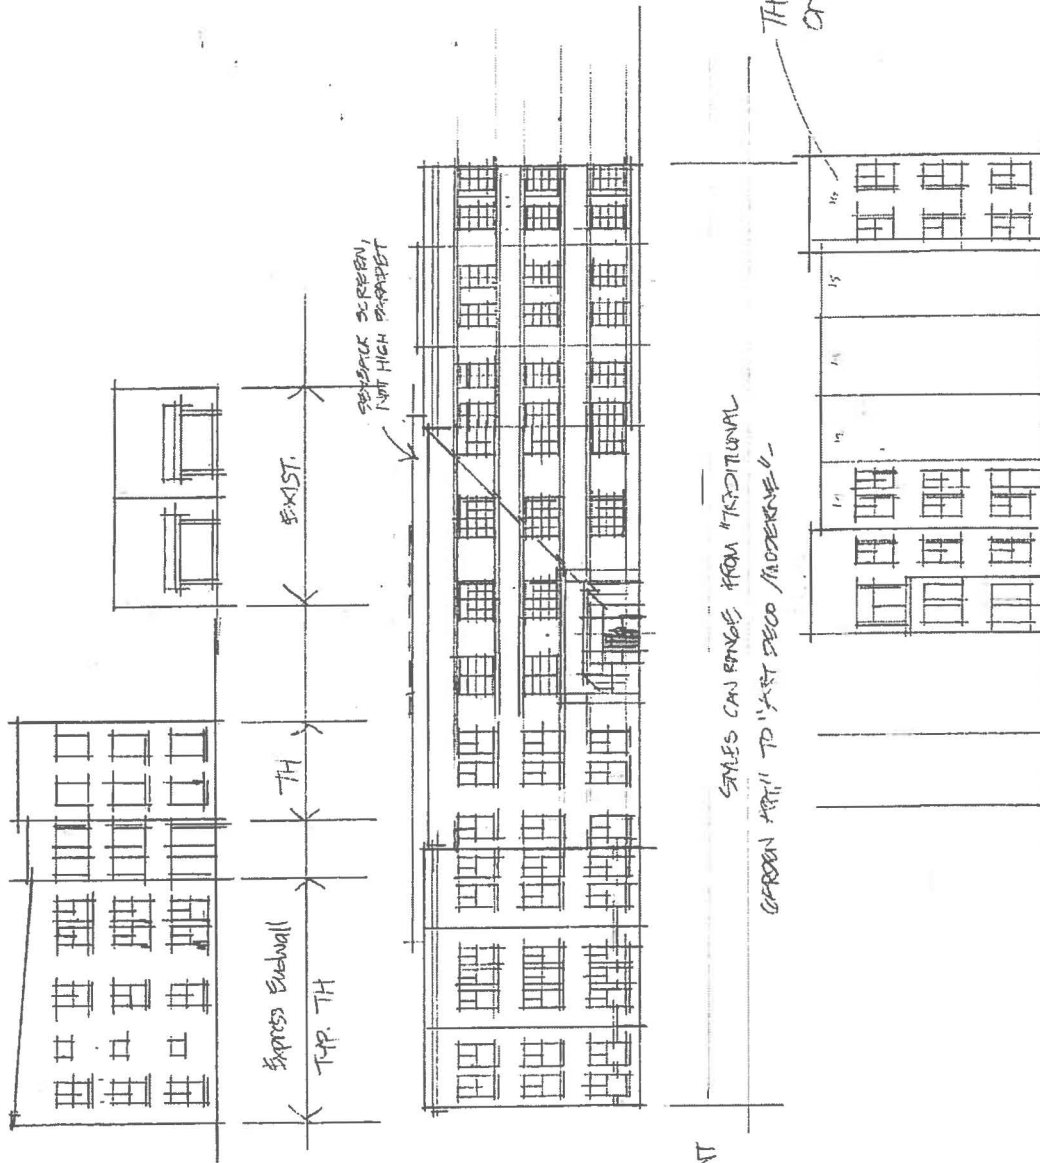 EXIST.
TH
Express Endwall
TYP. TH
SETBACK SCREEN,
NOT HIGH PARAPET
STYLES CAN RANGE FROM "TRADITIONAL
GARDEN APT." TO "ART DECO / MODERNE"
TH
15